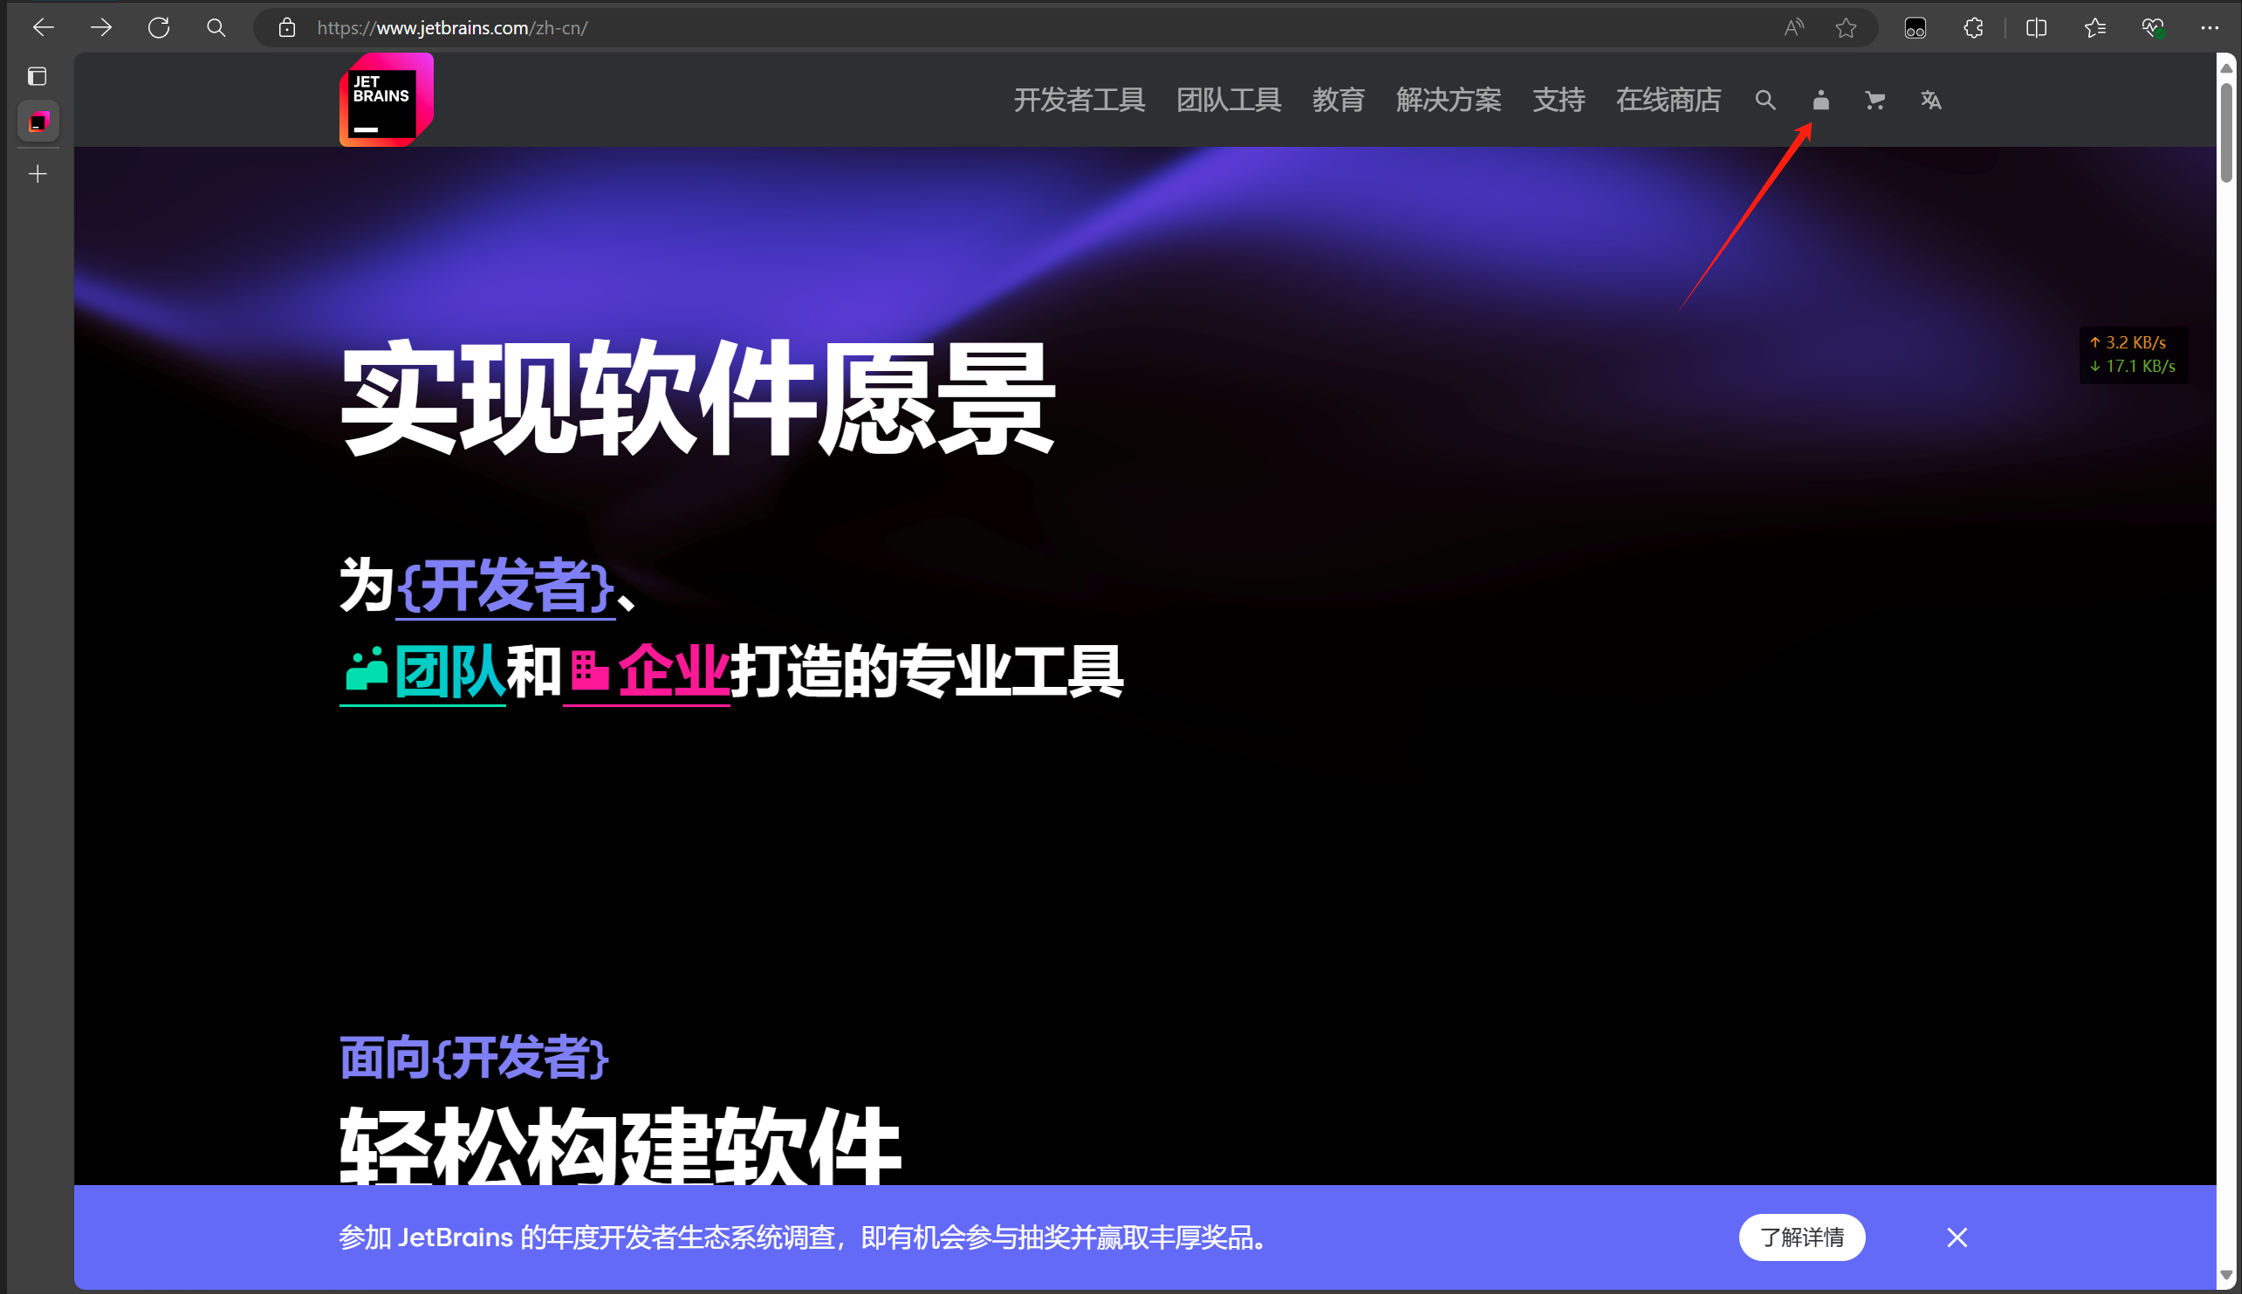 https://www.jetbrains.com/zh-cn/
JET
BRAINS
开发者工具 团队工具 教育 解决方案 支持 在线商店
实现软件愿景
↑ 3.2 KB/s
↓ 17.1 KB/s
为{开发者}、
团队和企业打造的专业工具
面向{开发者}
轻松构建软件
参加 JetBrains 的年度开发者生态系统调查，即有机会参与抽奖并赢取丰厚奖品。
了解详情